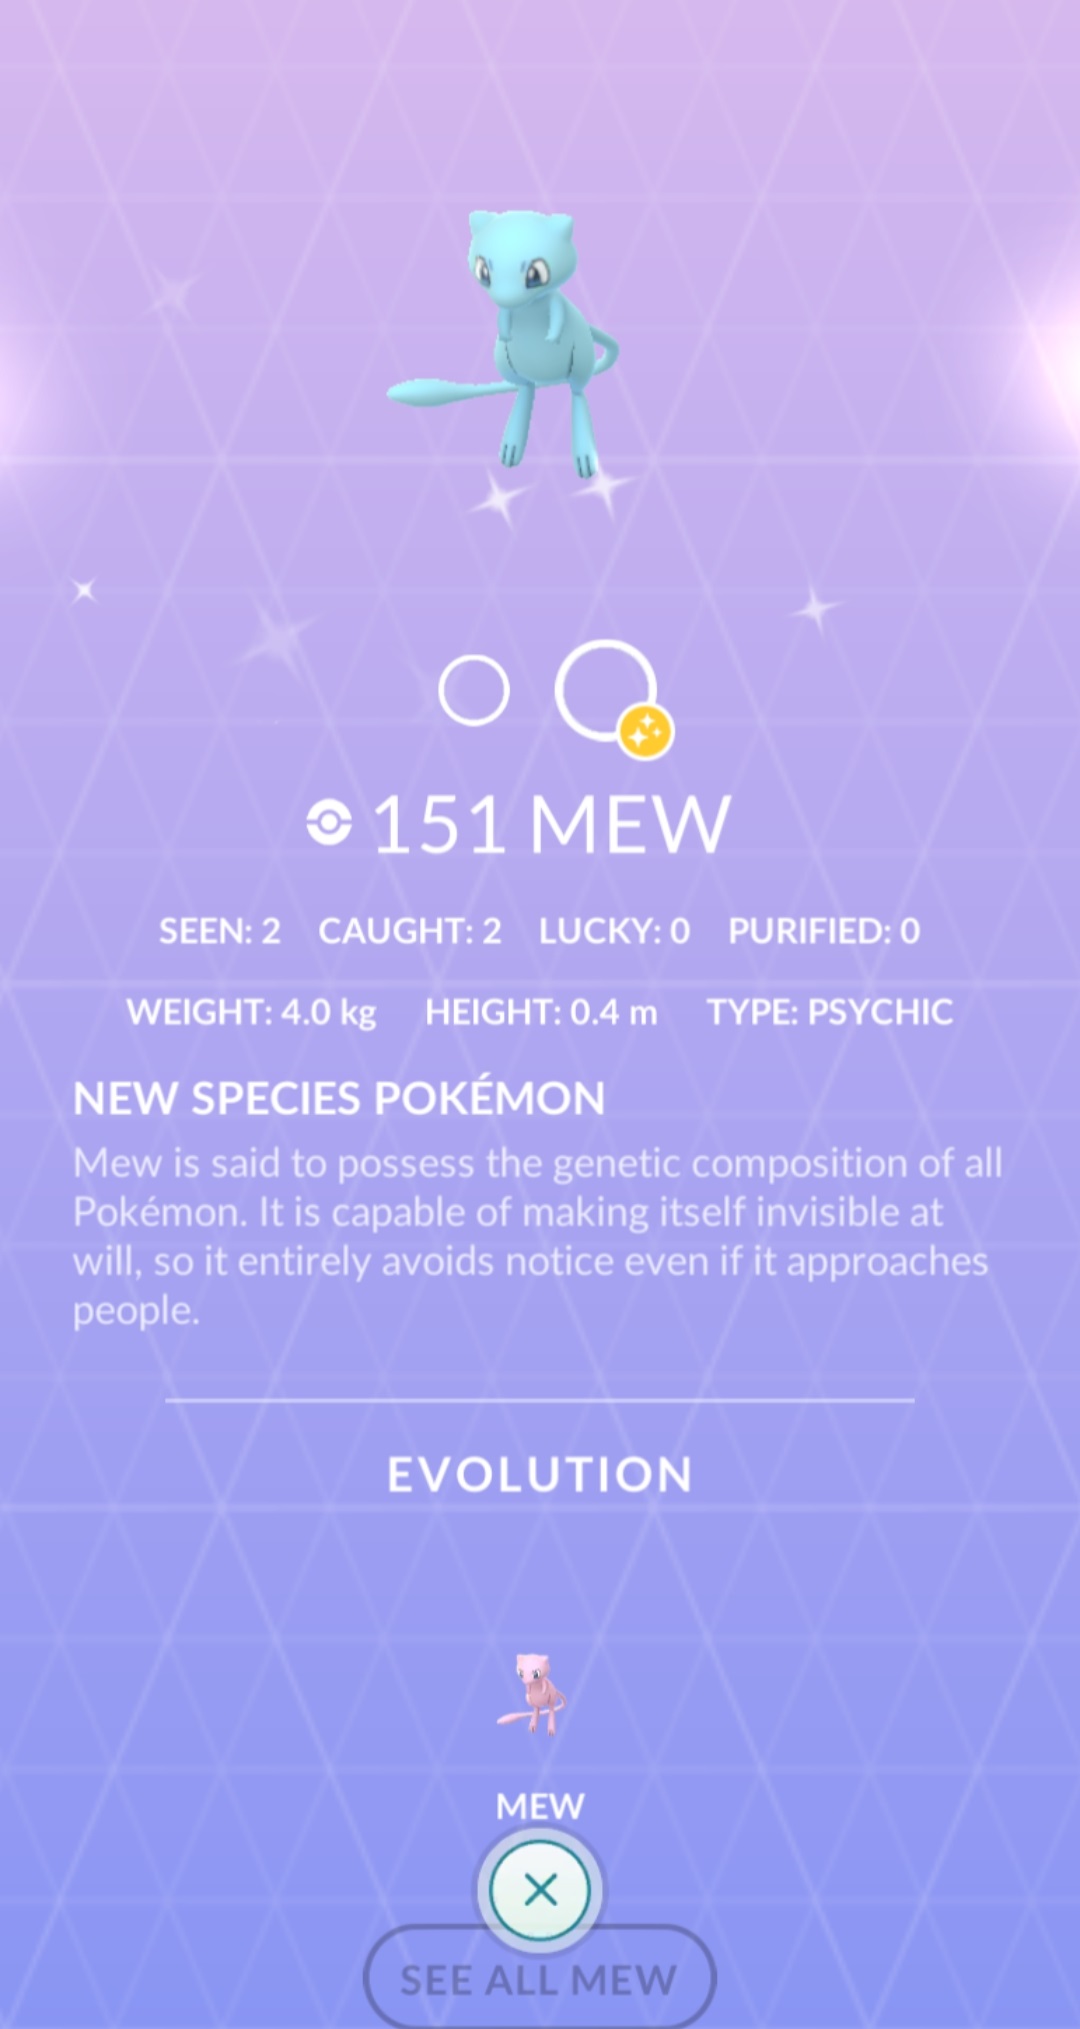 151 MEW
SEEN: 2 CAUGHT: 2 LUCKY: 0 PURIFIED: 0
WEIGHT: 4.0 kg HEIGHT: 0.4 m TYPE: PSYCHIC
NEW SPECIES POKÉMON
Mew is said to possess the genetic composition of all
Pokémon. It is capable of making itself invisible at
will, so it entirely avoids notice even if it approaches
people.
EVOLUTION
MEW
SEE ALL MEW